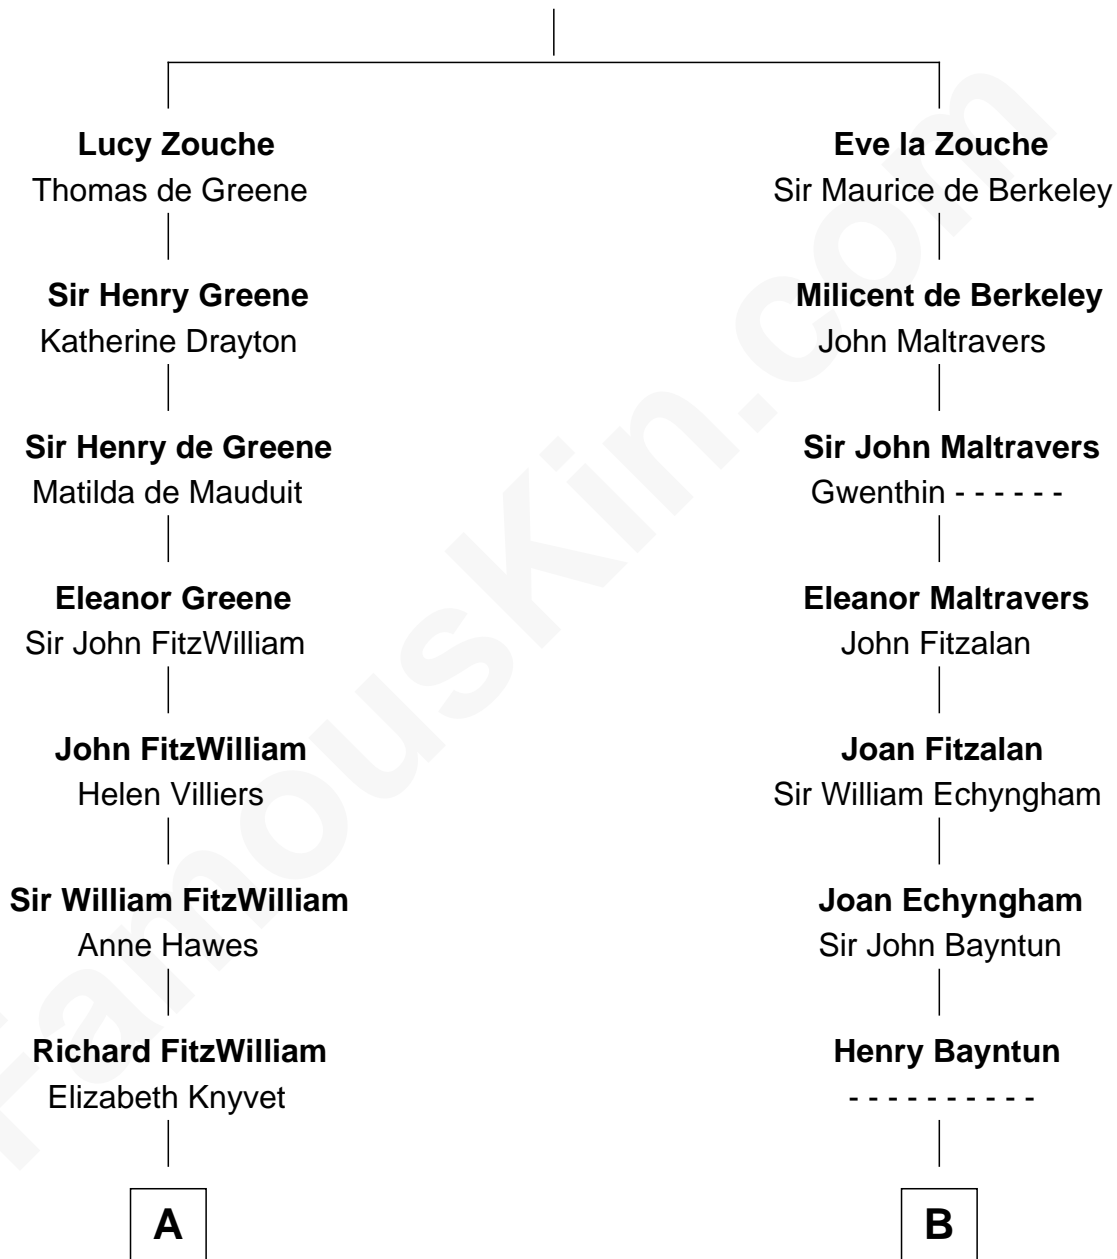 Lucy Zouche
Thomas de Greene
Sir Henry Greene
Katherine Drayton
Sir Henry de Greene
Matilda de Mauduit
Eleanor Greene
Sir John FitzWilliam
John FitzWilliam
Helen Villiers
Sir William FitzWilliam
Anne Hawes
Richard FitzWilliam
Elizabeth Knyvet
A
Eve la Zouche
Sir Maurice de Berkeley
Milicent de Berkeley
John Maltravers
Sir John Maltravers
Gwenthin - - - - - -
Eleanor Maltravers
John Fitzalan
Joan Fitzalan
Sir William Echyngham
Joan Echyngham
Sir John Bayntun
Henry Bayntun
- - - - - - - - - -
B
FamousKin.com